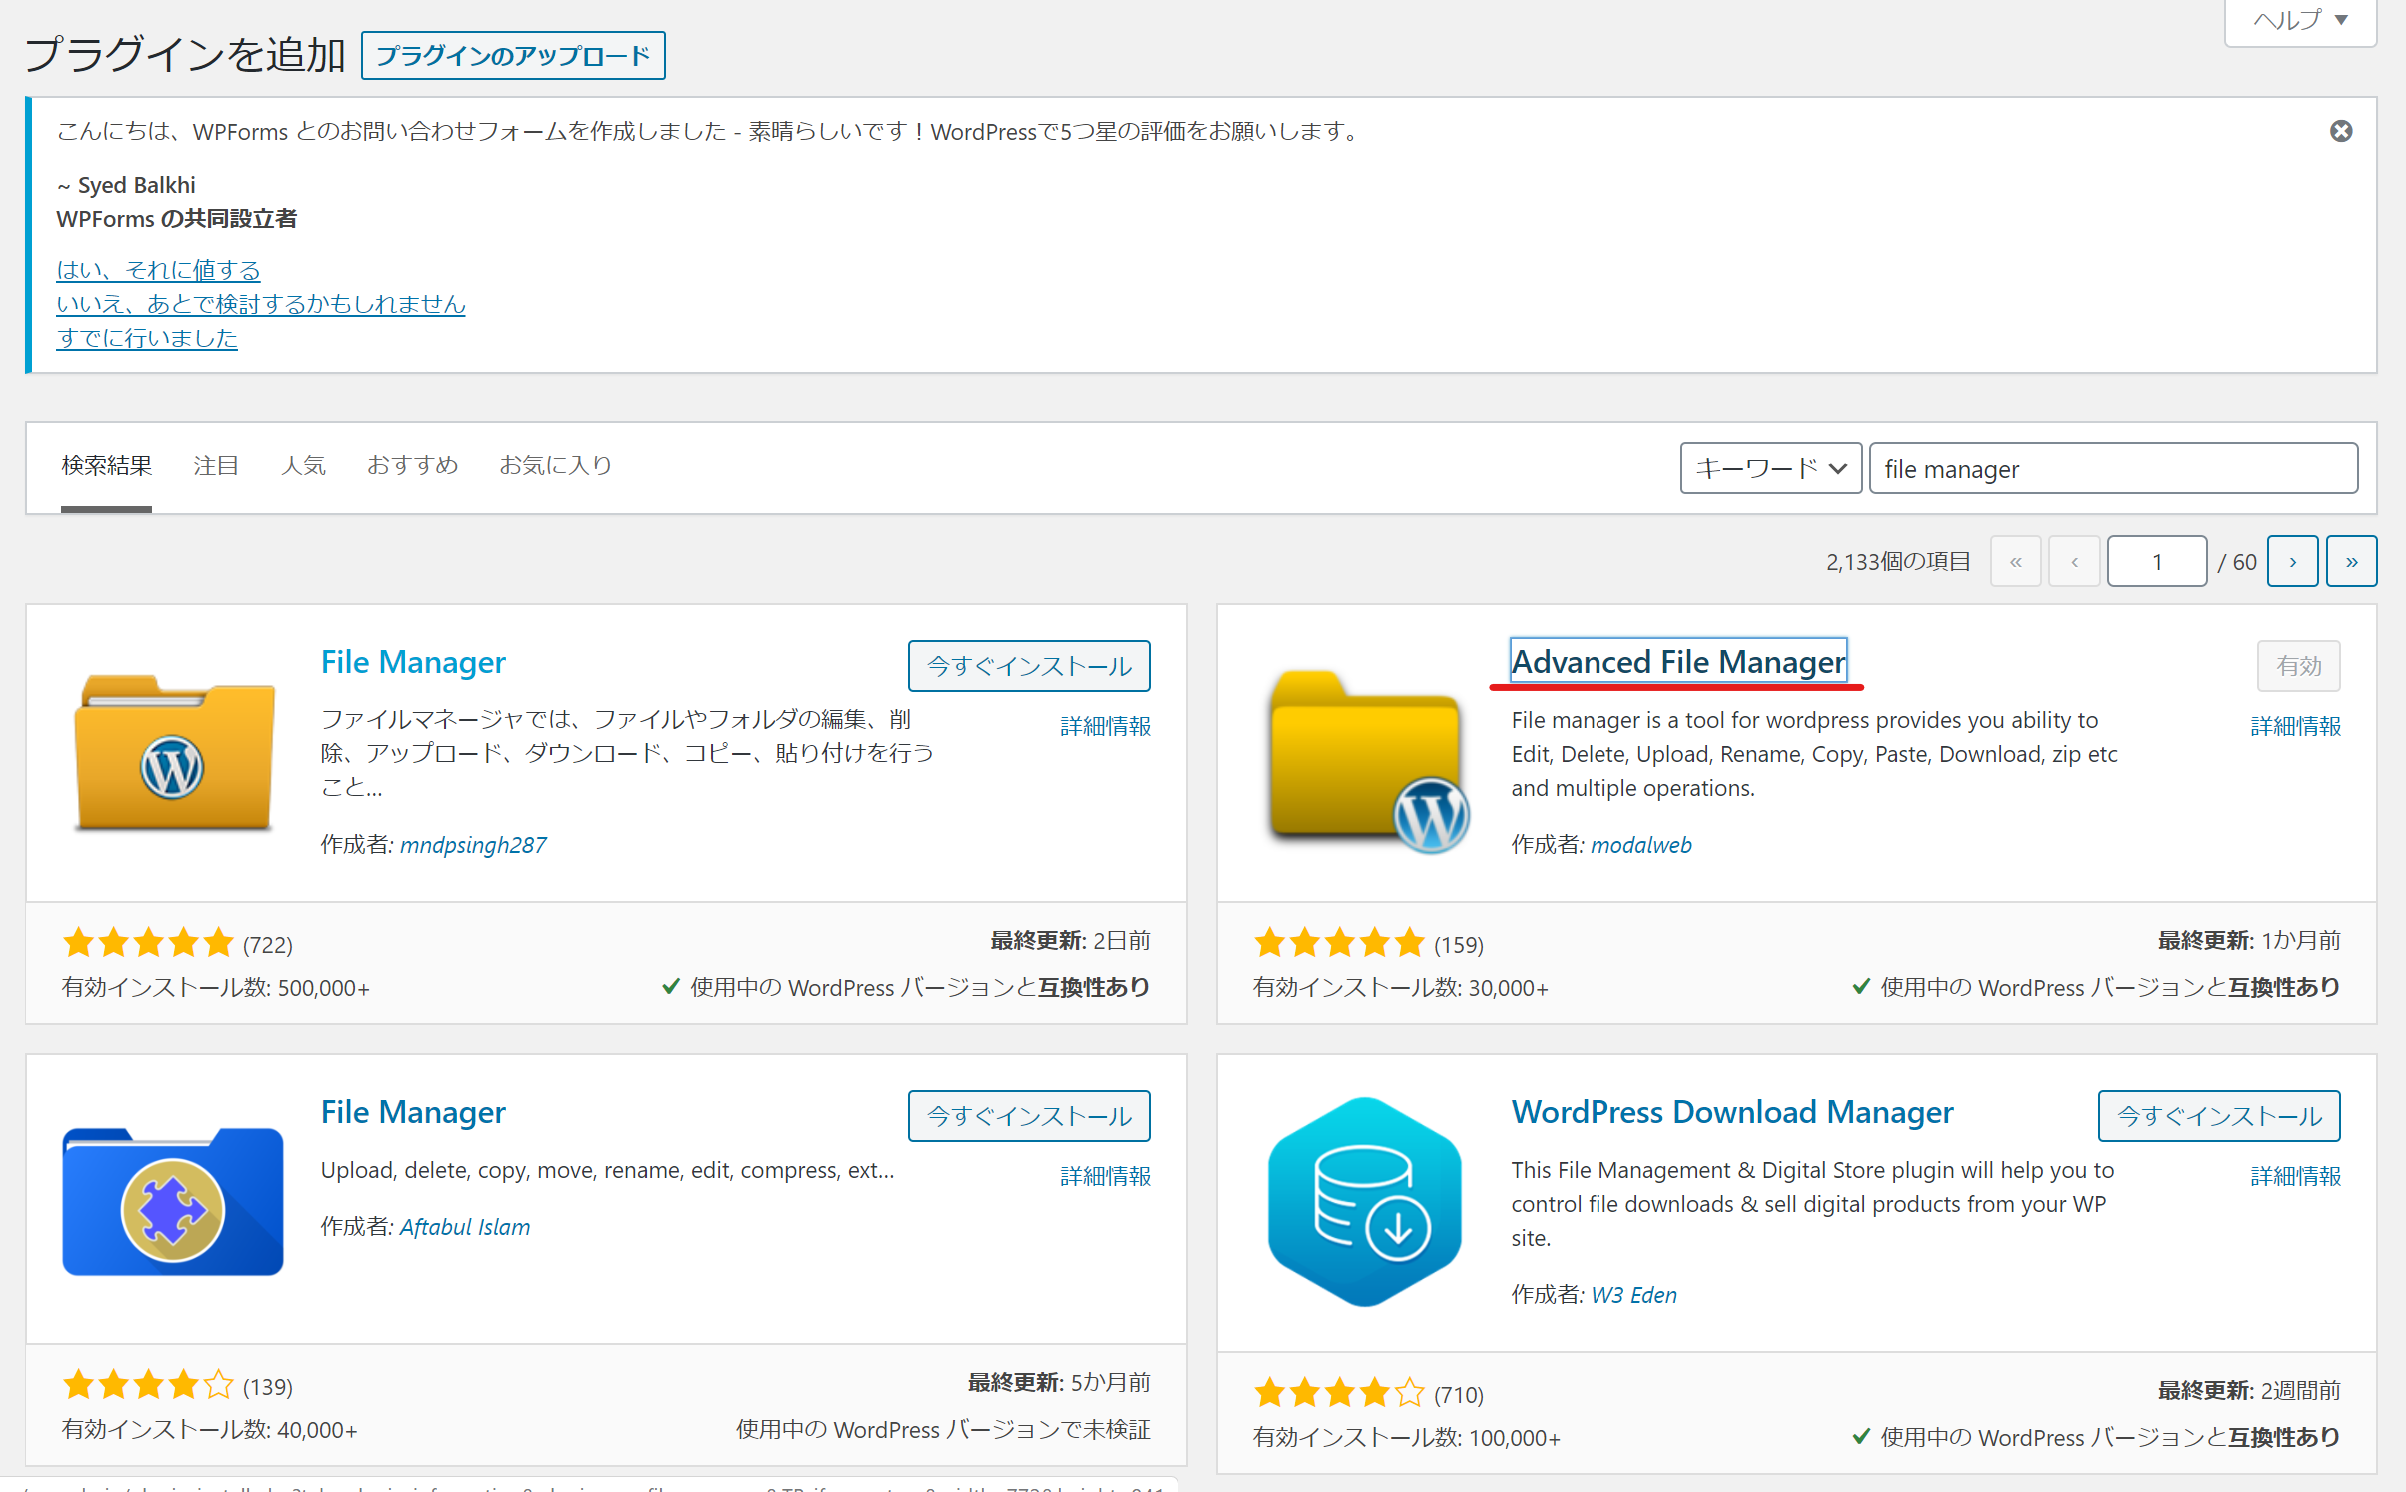 ヘルプ ▼
プラグインを追加 プラグインのアップロード
こんにちは、WPForms とのお問い合わせフォームを作成しました - 素晴らしいです！WordPressで5つ星の評価をお願いします。
~ Syed Balkhi
WPForms の共同設立者
はい、それに値する
いいえ、あとで検討するかもしれません
すでに行いました
検索結果 注目 人気 おすすめ お気に入り キーワード file manager
2,133個の項目 « ‹ 1 / 60 › »
File Manager
今すぐインストール
詳細情報
ファイルマネージャでは、ファイルやフォルダの編集、削
除、アップロード、ダウンロード、コピー、貼り付けを行う
こと...
作成者: mndpsingh287
(722)
最終更新: 2日前
有効インストール数: 500,000+
使用中の WordPress バージョンと互換性あり
Advanced File Manager
有効
詳細情報
File manager is a tool for wordpress provides you ability to
Edit, Delete, Upload, Rename, Copy, Paste, Download, zip etc
and multiple operations.
作成者: modalweb
(159)
最終更新: 1か月前
有効インストール数: 30,000+
使用中の WordPress バージョンと互換性あり
File Manager
今すぐインストール
詳細情報
Upload, delete, copy, move, rename, edit, compress, ext...
作成者: Aftabul Islam
(139)
最終更新: 5か月前
有効インストール数: 40,000+
使用中の WordPress バージョンで未検証
WordPress Download Manager
今すぐインストール
詳細情報
This File Management & Digital Store plugin will help you to
control file downloads & sell digital products from your WP
site.
作成者: W3 Eden
(710)
最終更新: 2週間前
有効インストール数: 100,000+
使用中の WordPress バージョンと互換性あり